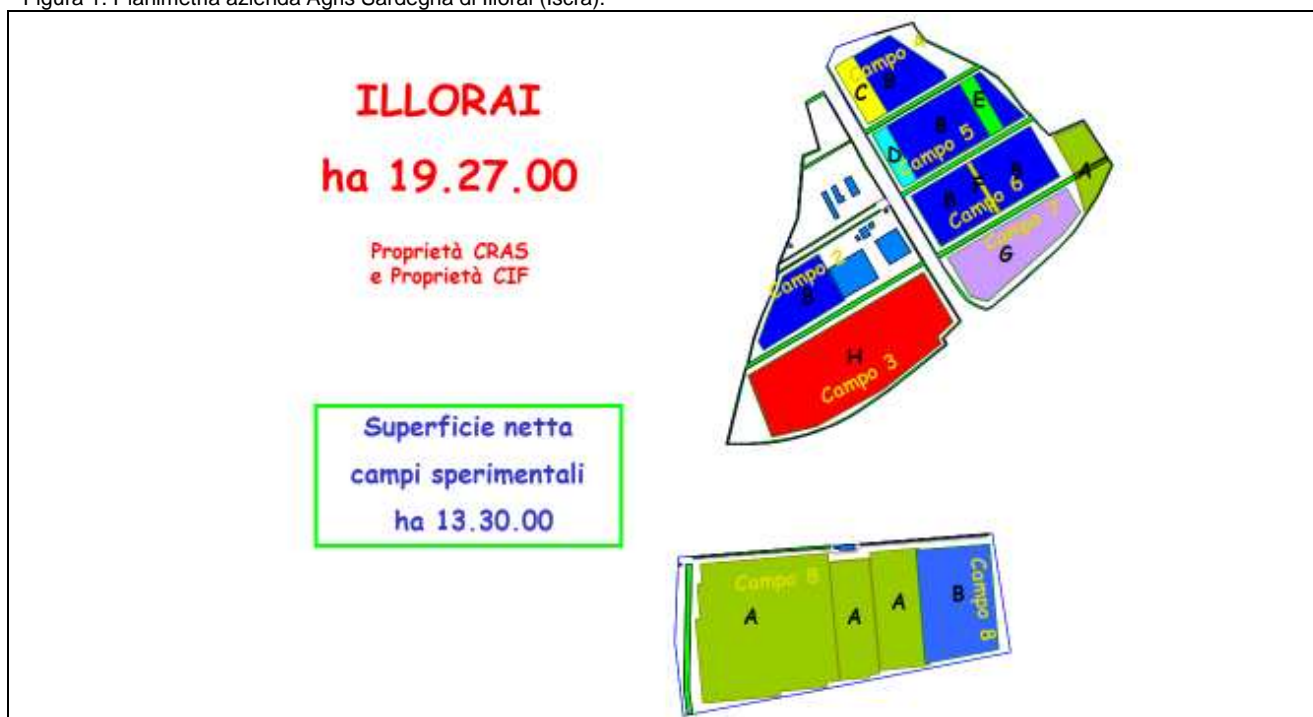 Figura 1. Planimetria azienda Agris Sardegna di Illorai (Iscra).
ILLORAI
ha 19.27.00
Proprietà CRAS
e Proprietà CIF
Superficie netta
campi sperimentali
ha 13.30.00
Campo 4
C
B
E
B
D
Campo 5
A
B
F
B
Campo 6
Campo 7
G
Campo 2
B
H
Campo 3
Campo 8
A
A
A
B
Campo 8